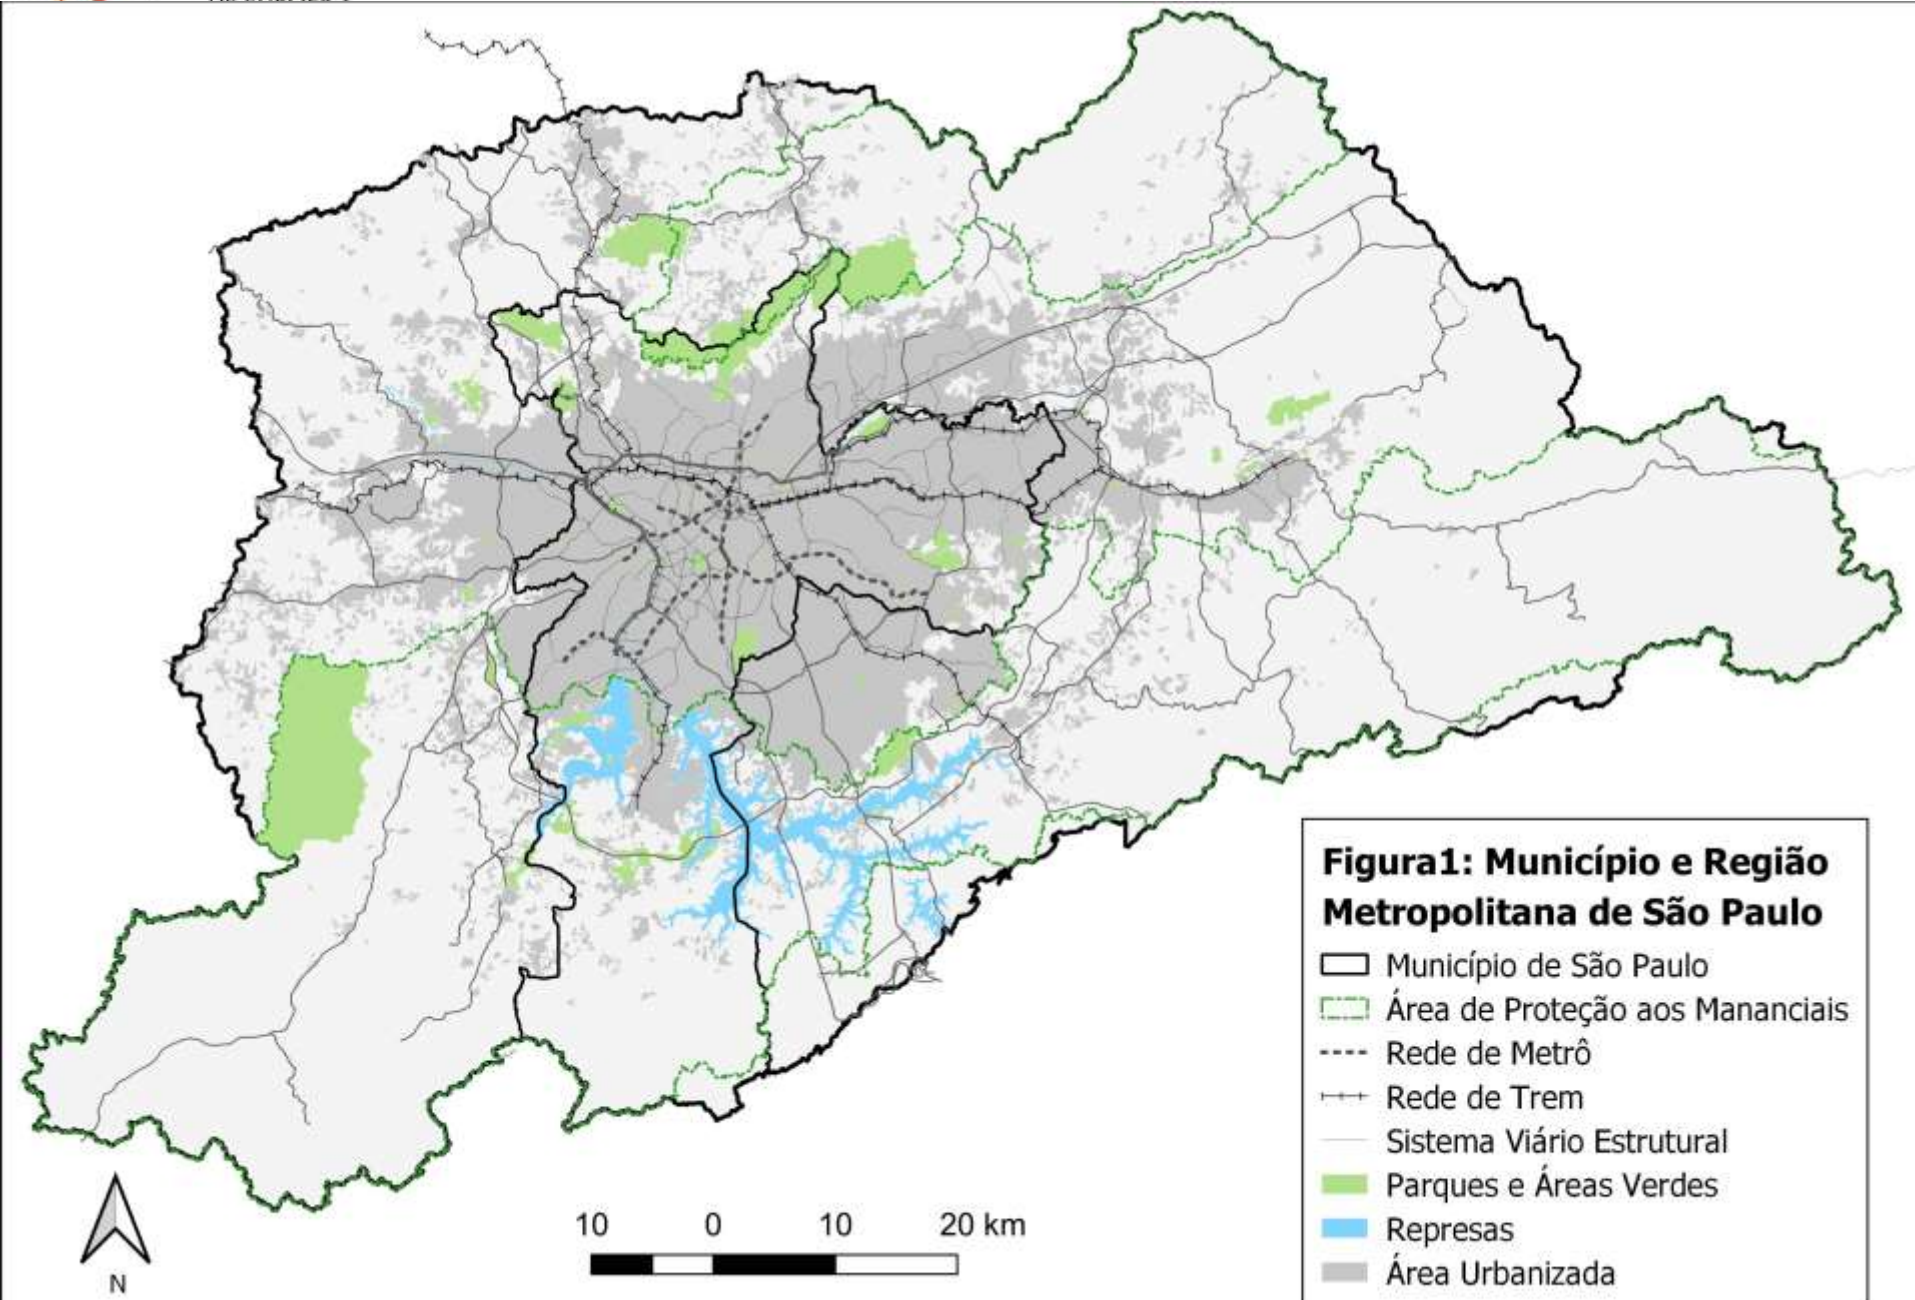 Figura1: Município e Região
Metropolitana de São Paulo
Município de São Paulo
Área de Proteção aos Mananciais
Rede de Metrô
Rede de Trem
Sistema Viário Estrutural
Parques e Áreas Verdes
Represas
Área Urbanizada
10 0 10 20 km
N